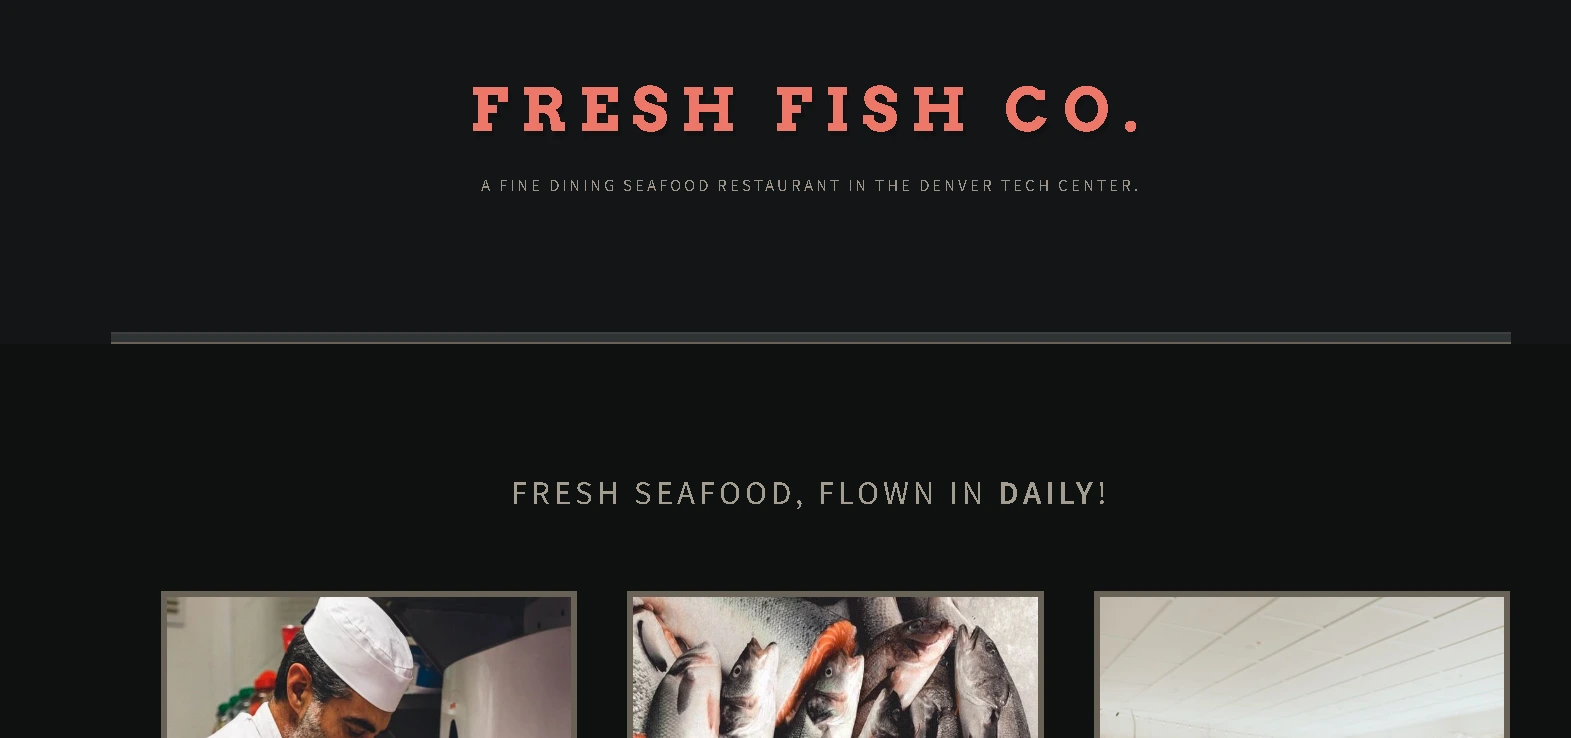 FRESH FISH CO.
A FINE DINING SEAFOOD RESTAURANT IN THE DENVER TECH CENTER.
FRESH SEAFOOD, FLOWN IN DAILY!